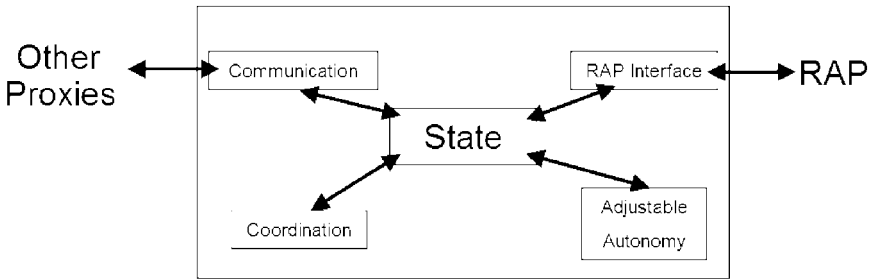 Other
Proxies
Communication
RAP Interface
RAP
State
Coordination
Adjustable
Autonomy